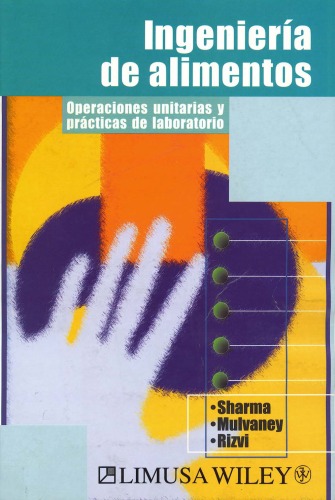 Ingeniería
de alimentos
Operaciones unitarias y
prácticas de laboratorio
•Sharma
•Mulvaney
•Rizvi
LIMUSA WILEY